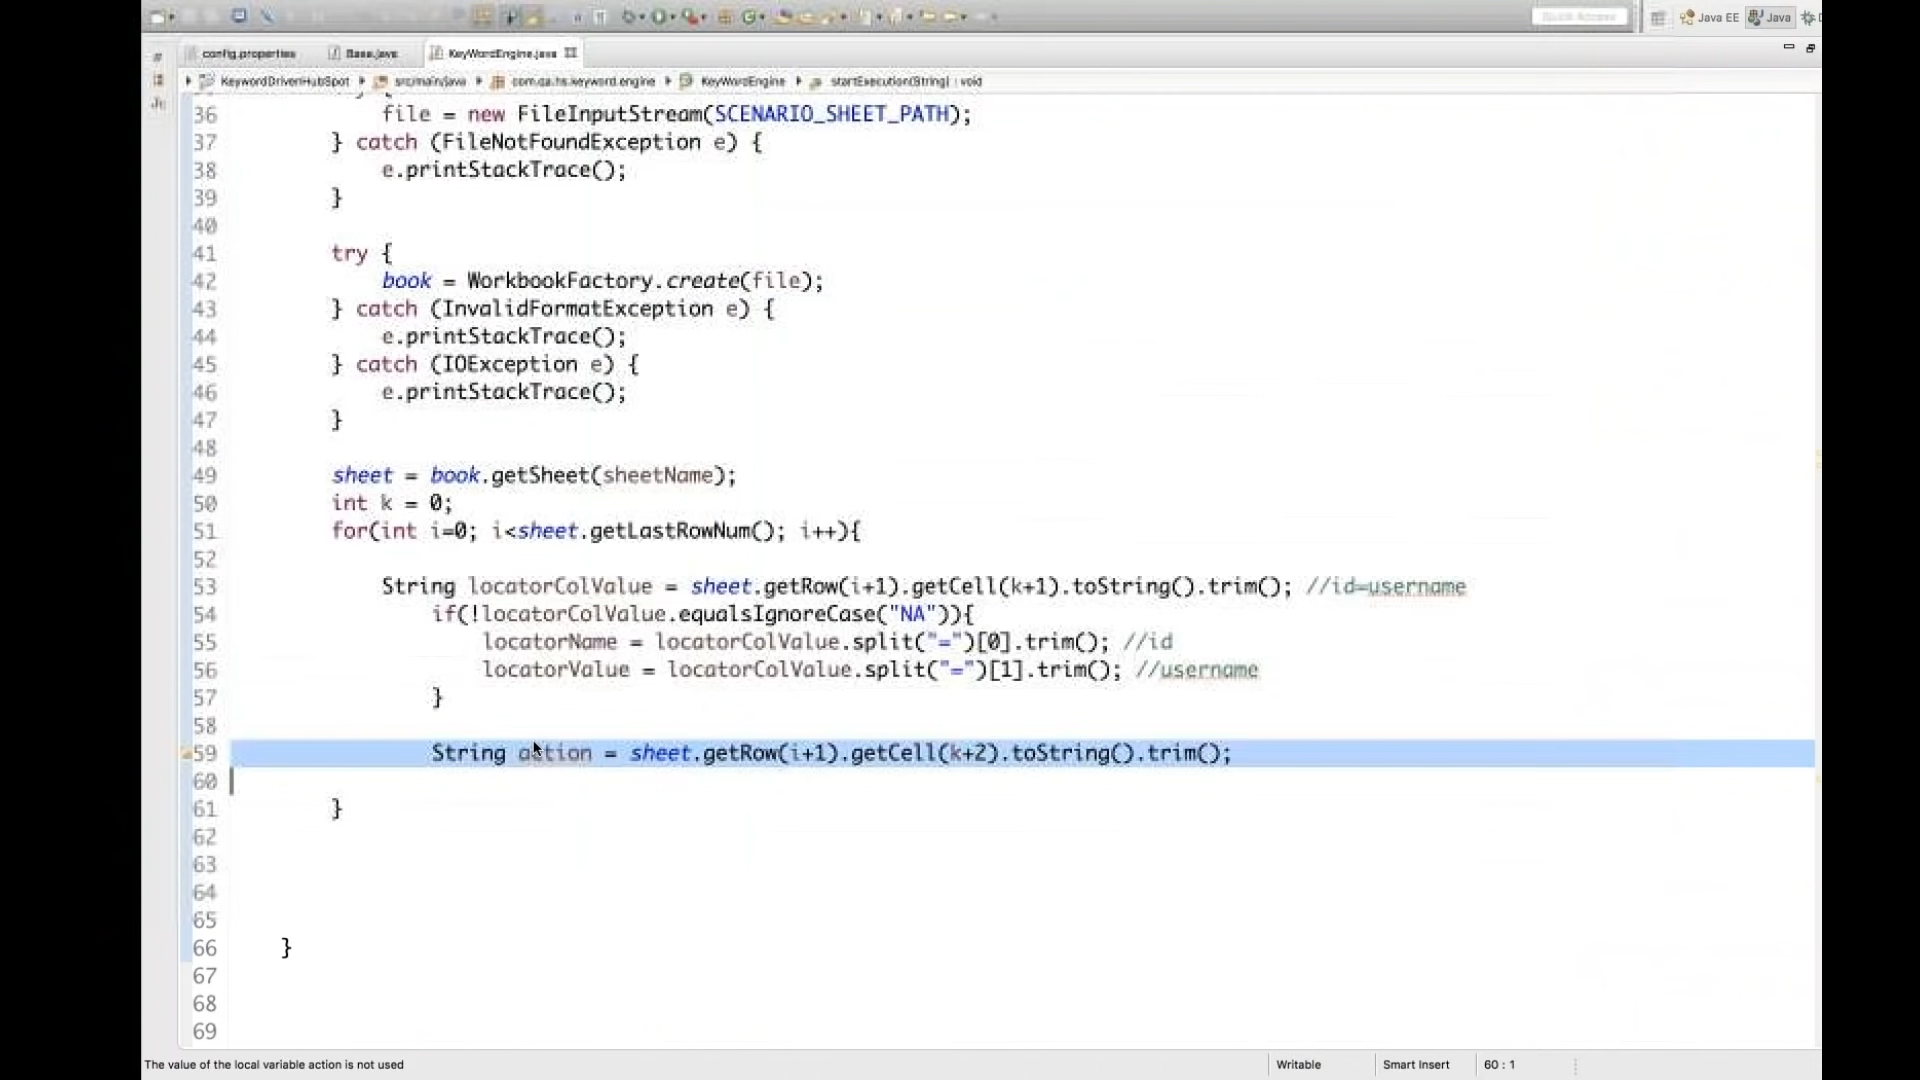 Quick Access
Java EE
Java
config.properties
Base.java
KeyWordEngine.java
KeywordDrivenHubSpot
src/main/java
com.qa.hs.keyword.engine
KeyWordEngine
startExecution(String) : void
36 file = new FileInputStream(SCENARIO_SHEET_PATH);
37 } catch (FileNotFoundException e) {
38 e.printStackTrace();
39 }
40
41 try {
42 book = WorkbookFactory.create(file);
43 } catch (InvalidFormatException e) {
44 e.printStackTrace();
45 } catch (IOException e) {
46 e.printStackTrace();
47 }
48
49 sheet = book.getSheet(sheetName);
50 int k = 0;
51 for(int i=0; i<sheet.getLastRowNum(); i++){
52
53 String locatorColValue = sheet.getRow(i+1).getCell(k+1).toString().trim(); //id=username
54 if(!locatorColValue.equalsIgnoreCase("NA")){
55 locatorName = locatorColValue.split("=")[0].trim(); //id
56 locatorValue = locatorColValue.split("=")[1].trim(); //username
57 }
58
59 String action = sheet.getRow(i+1).getCell(k+2).toString().trim();
60
61 }
62
63
64
65
66 }
67
68
69
The value of the local variable action is not used
Writable
Smart Insert
60 : 1